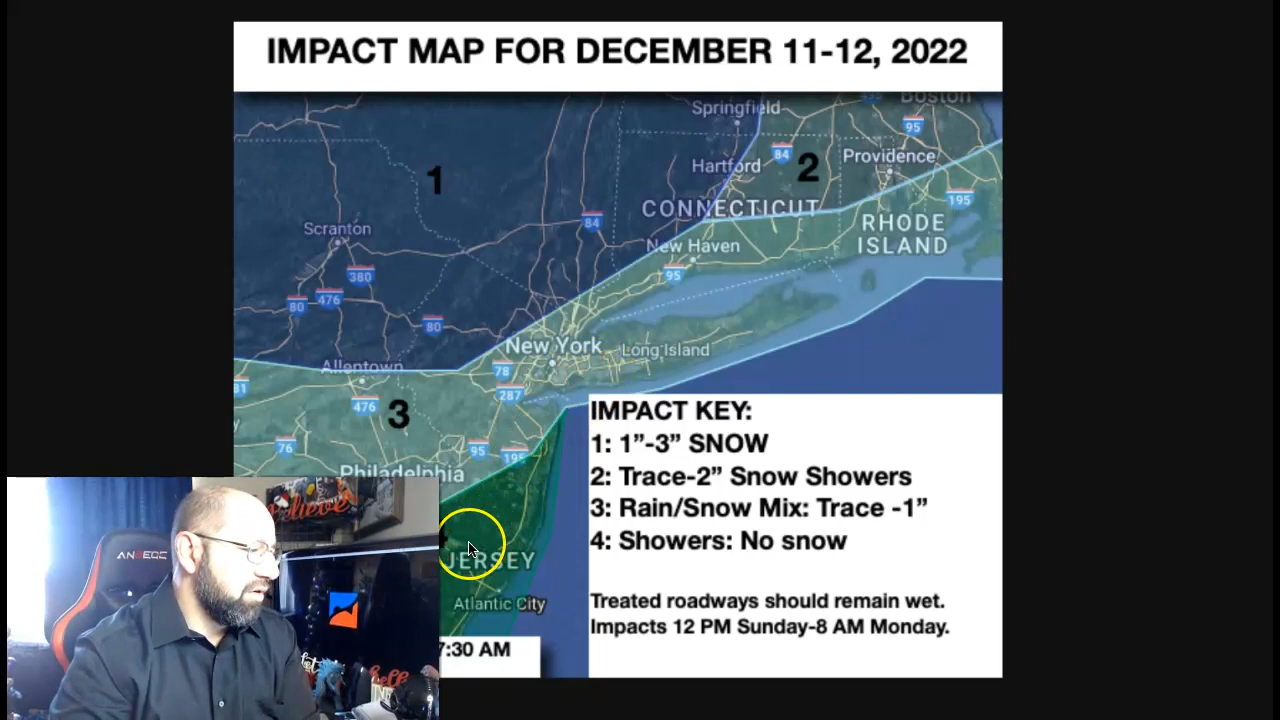 IMPACT MAP FOR DECEMBER 11-12, 2022
Springfield
Boston
95
1
84
2
Hartford
Providence
CONNECTICUT
195
84
RHODE
ISLAND
Scranton
New Haven
380
95
80
476
80
New York
Long Island
Allentown
78
81
287
476
3
76
95
195
Philadelphia
JERSEY
Atlantic City
7:30 AM
IMPACT KEY:
1: 1”-3” SNOW
2: Trace-2” Snow Showers
3: Rain/Snow Mix: Trace -1”
4: Showers: No snow
Treated roadways should remain wet.
Impacts 12 PM Sunday-8 AM Monday.